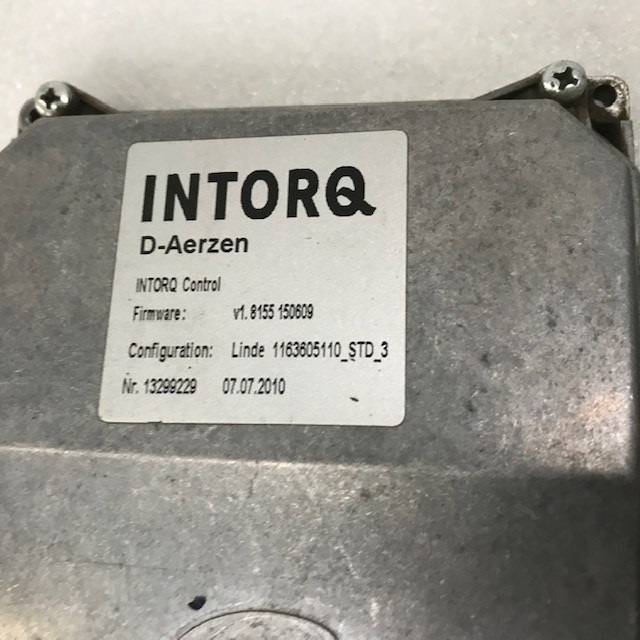 INTORQ
D-Aerzen
INTORQ Control
Firmware: v1.8155 150609
Configuration: Linde 1163605110_STD_3
Nr. 13299229 07.07.2010